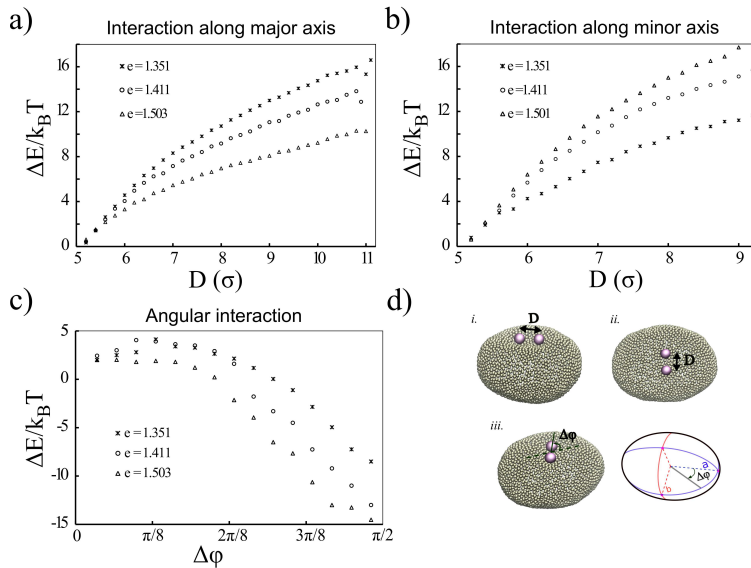 a)
Interaction along major axis
ΔE/k_BT
16
12
8
4
0
e = 1.351
e = 1.411
e = 1.503
5 6 7 8 9 10 11
D (σ)
b)
Interaction along minor axis
ΔE/k_BT
16
12
8
4
0
e = 1.351
e = 1.411
e = 1.501
5 6 7 8 9
D (σ)
c)
Angular interaction
ΔE/k_BT
5
0
-5
-10
-15
e = 1.351
e = 1.411
e = 1.503
0 π/8 2π/8 3π/8 π/2
Δφ
d)
i.
D
ii.
D
iii.
Δφ
a
Δφ
b